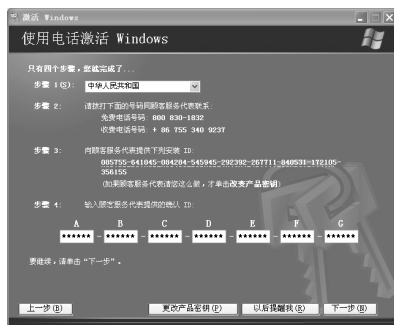 激活 Windows
使用电话激活 Windows
只有四个步骤，您就完成了...
步骤 1(S): 中华人民共和国
步骤 2: 请拨打下面的号码同顾客服务代表联系:
免费电话号码: 800 830-1832
收费电话号码: + 86 755 340 9237
步骤 3: 向顾客服务代表提供下列安装 ID:
005755-641045-084204-545945-292392-267711-840531-172105-
356155
(如果顾客服务代表请您这么做，才单击改变产品密钥)
步骤 4: 输入顾客服务代表提供的确认 ID:
A B C D E F G
****** - ****** - ****** - ****** - ****** - ****** - ******
要继续，请单击“下一步”。
上一步(B) 更改产品密钥(P) 以后提醒我(R) 下一步(N)